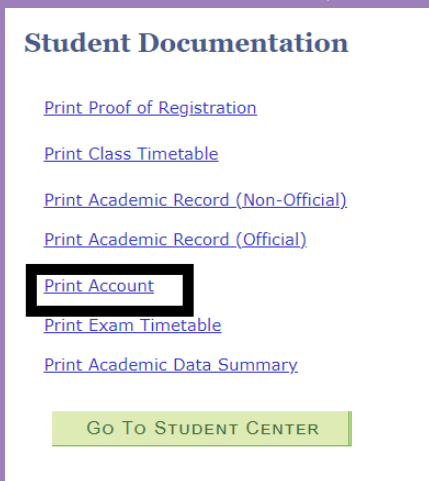 Student Documentation
Print Proof of Registration
Print Class Timetable
Print Academic Record (Non-Official)
Print Academic Record (Official)
Print Account
Print Exam Timetable
Print Academic Data Summary
Go To Student Center